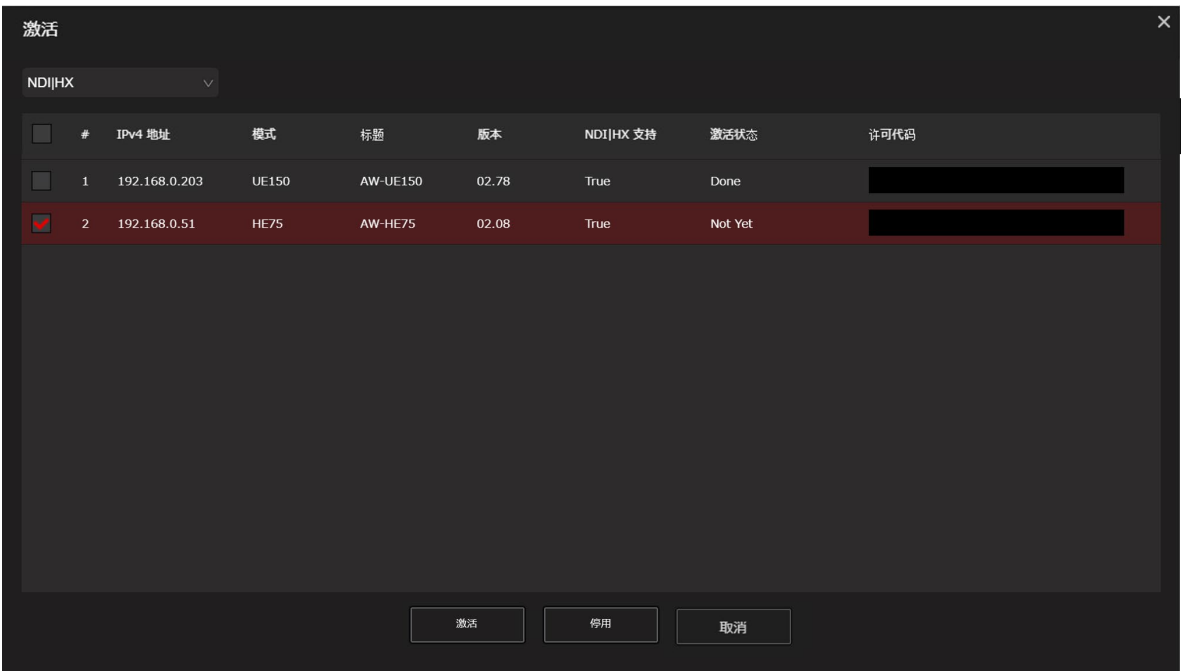 激活
NDI|HX
# IPv4 地址 模式 标题 版本 NDI|HX 支持 激活状态 许可代码
1 192.168.0.203 UE150 AW-UE150 02.78 True Done
2 192.168.0.51 HE75 AW-HE75 02.08 True Not Yet
激活 停用 取消